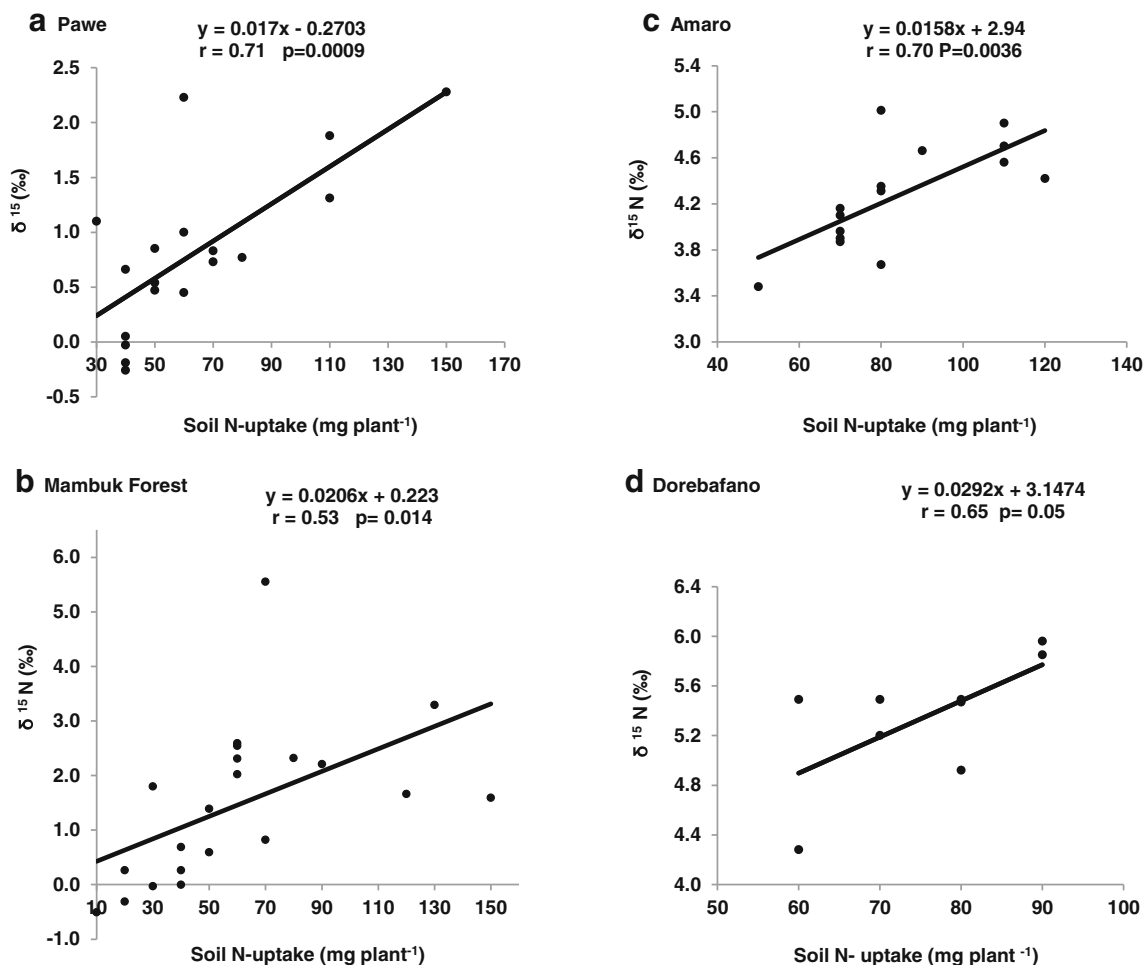 a Pawe
y = 0.017x - 0.2703
r = 0.71 p=0.0009
2.5
2.0
1.5
1.0
0.5
0.0
-0.5
δ ¹⁵ (‰)
30 50 70 90 110 130 150 170
Soil N-uptake (mg plant⁻¹)
c Amaro
y = 0.0158x + 2.94
r = 0.70 P=0.0036
5.4
5.0
4.6
4.2
3.8
3.4
3.0
δ¹⁵ N (‰)
40 60 80 100 120 140
Soil N-uptake (mg plant⁻¹)
b Mambuk Forest
y = 0.0206x + 0.223
r = 0.53 p= 0.014
6.0
5.0
4.0
3.0
2.0
1.0
0.0
-1.0
δ ¹⁵ N (‰)
10 30 50 70 90 110 130 150
Soil N-uptake (mg plant⁻¹)
d Dorebafano
y = 0.0292x + 3.1474
r = 0.65 p= 0.05
6.4
6.0
5.6
5.2
4.8
4.4
4.0
δ ¹⁵ N (‰)
50 60 70 80 90 100
Soil N- uptake (mg plant ⁻¹)